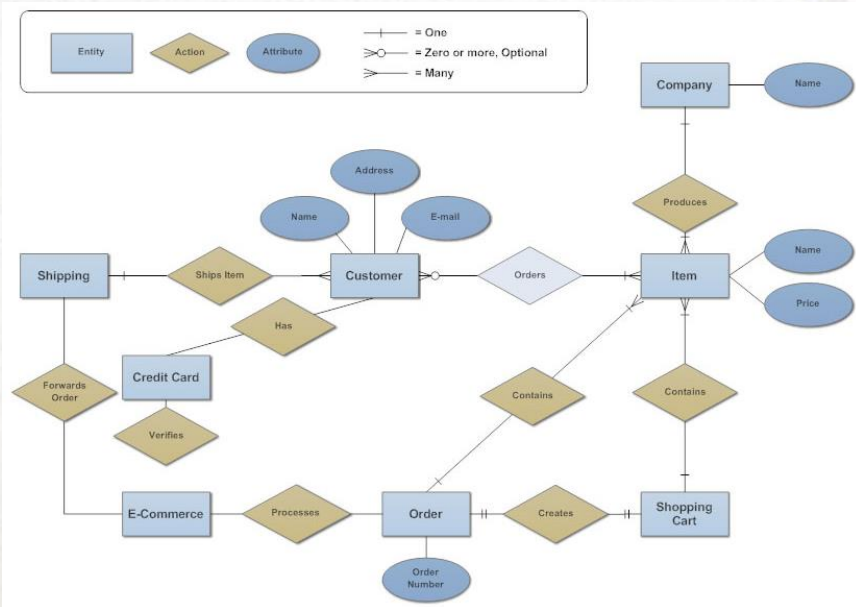 = One
Entity
Action
Attribute
= Zero or more, Optional
= Many
Company
Name
Address
Produces
Name
E-mail
Name
Shipping
Ships Item
Customer
Orders
Item
Price
Has
Credit Card
Forwards
Order
Contains
Contains
Verifies
E-Commerce
Processes
Order
Creates
Shopping
Cart
Order
Number